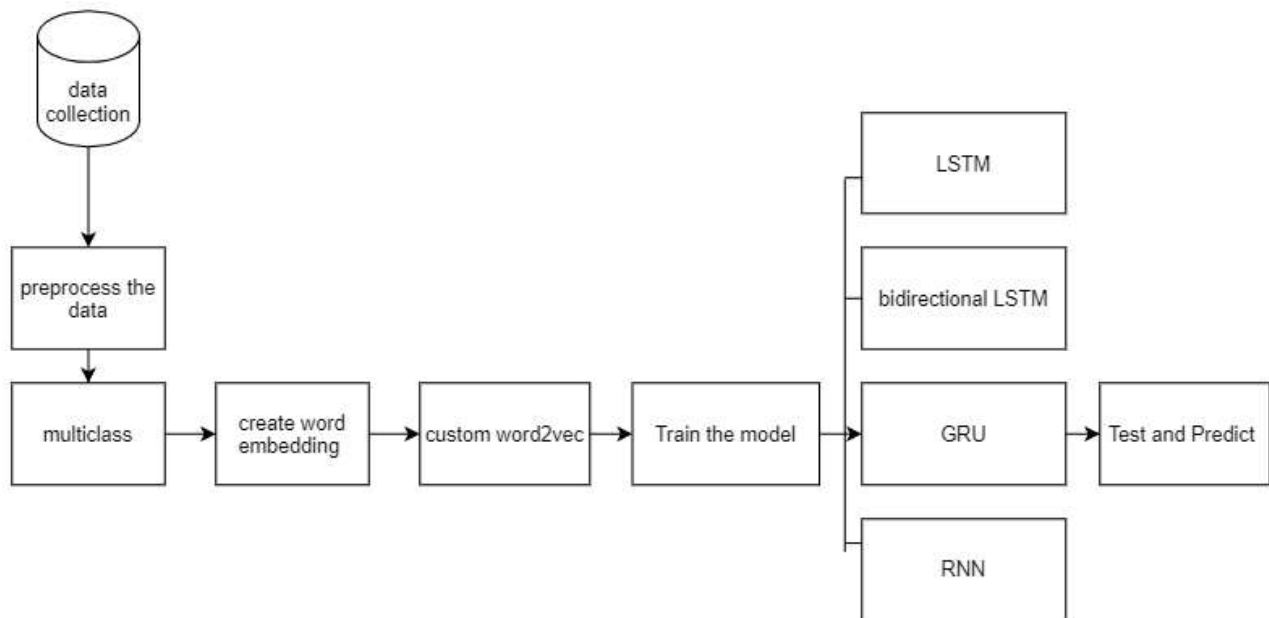 data
collection
preprocess the
data
multiclass
create word
embedding
custom word2vec
Train the model
LSTM
bidirectional LSTM
GRU
RNN
Test and Predict